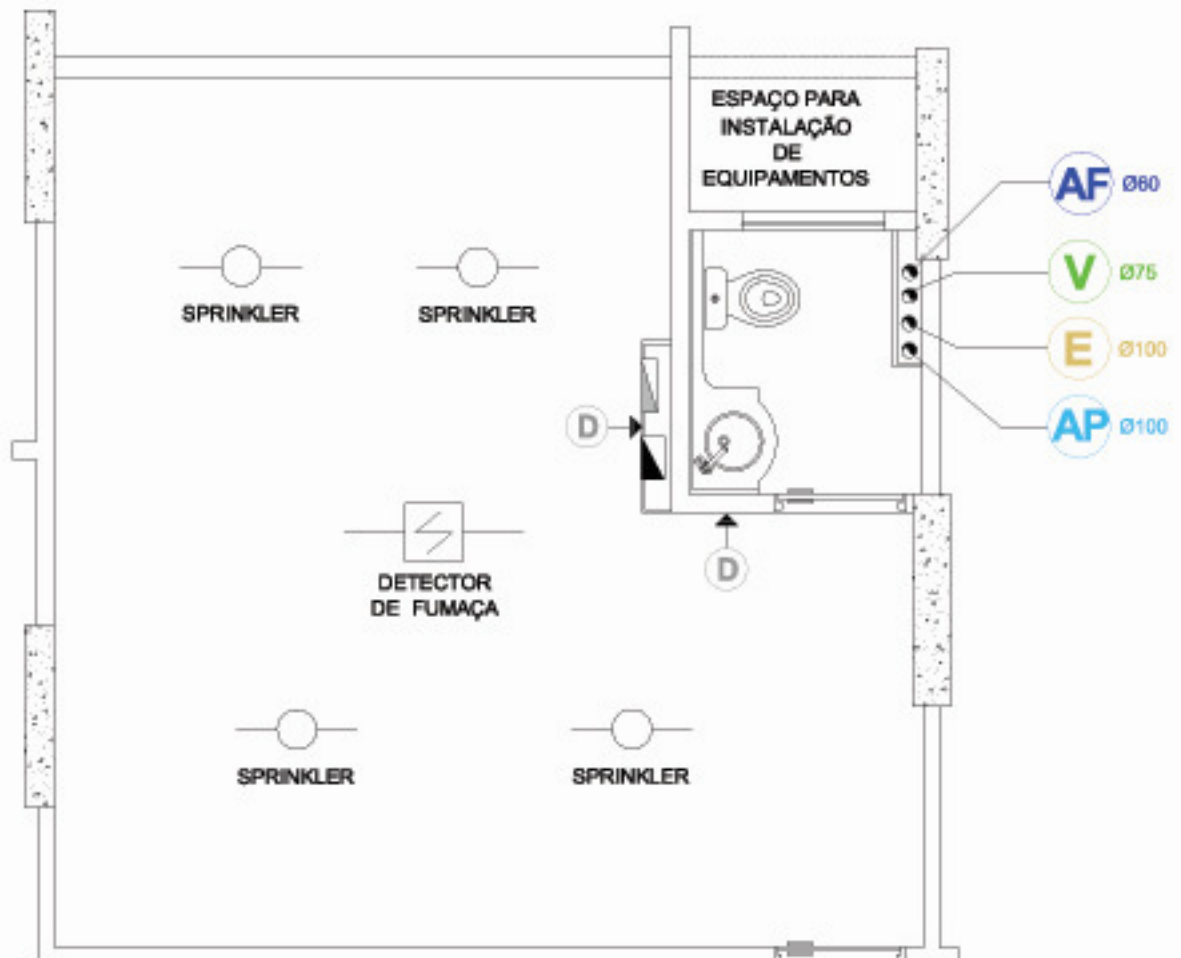 ESPAÇO PARA
INSTALAÇÃO
DE
EQUIPAMENTOS
AF Ø60
V Ø75
E Ø100
AP Ø100
SPRINKLER
SPRINKLER
D
DETECTOR
DE FUMAÇA
D
SPRINKLER
SPRINKLER